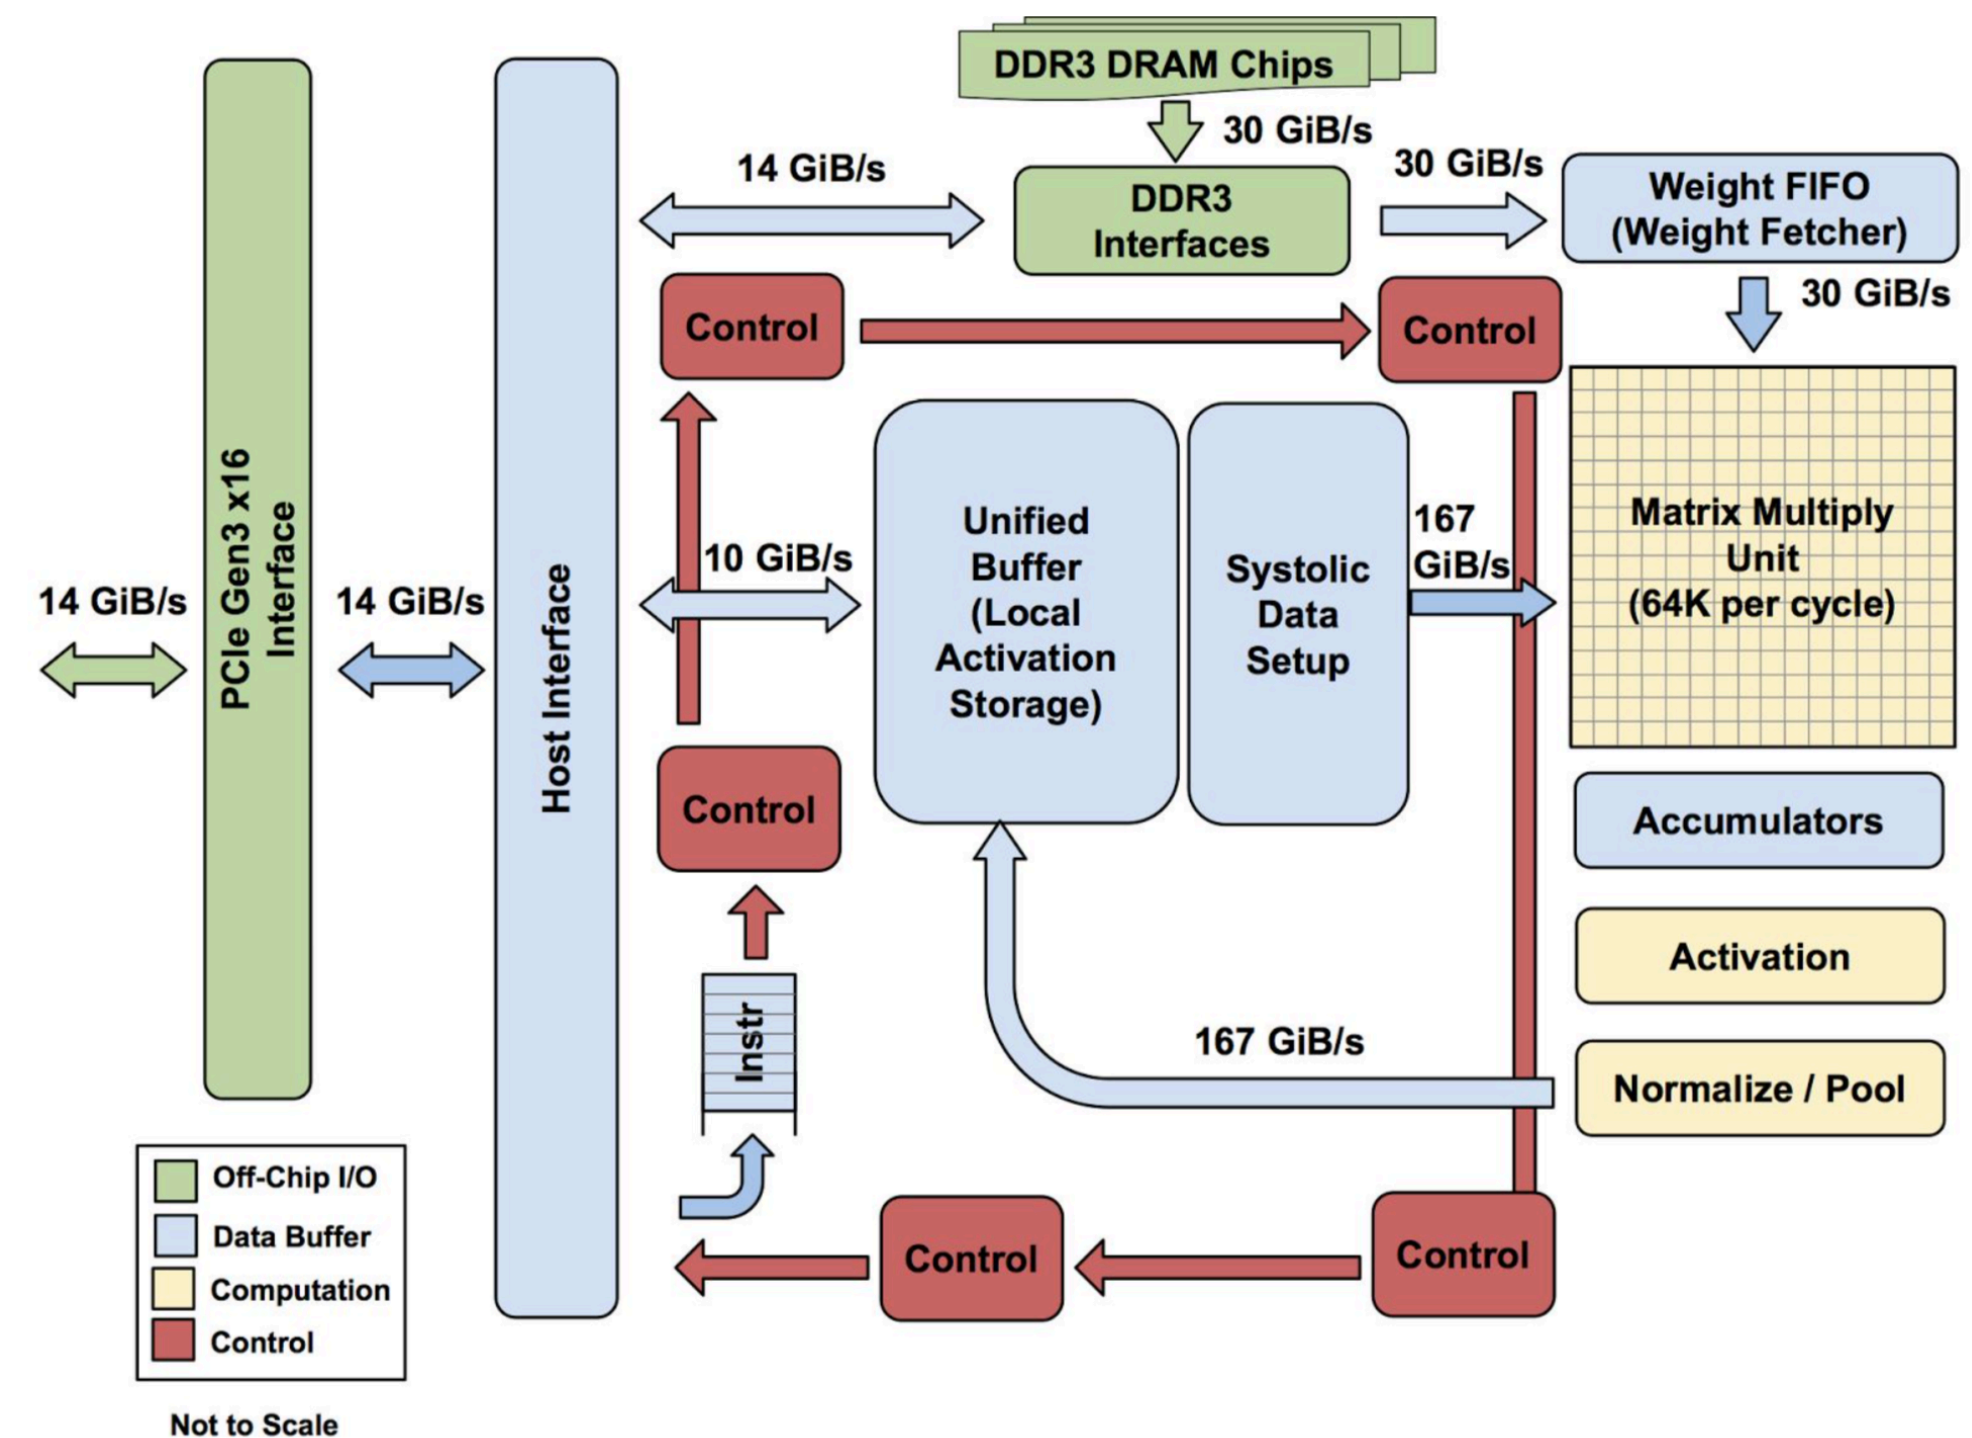 DDR3 DRAM Chips
30 GiB/s
14 GiB/s
30 GiB/s
DDR3
Interfaces
Weight FIFO
(Weight Fetcher)
30 GiB/s
Control
Control
PCIe Gen3 x16
Interface
Host Interface
14 GiB/s
14 GiB/s
10 GiB/s
Unified
Buffer
(Local
Activation
Storage)
Systolic
Data
Setup
167
GiB/s
Matrix Multiply
Unit
(64K per cycle)
Control
Accumulators
Activation
Instr
167 GiB/s
Normalize / Pool
Control
Control
Off-Chip I/O
Data Buffer
Computation
Control
Not to Scale